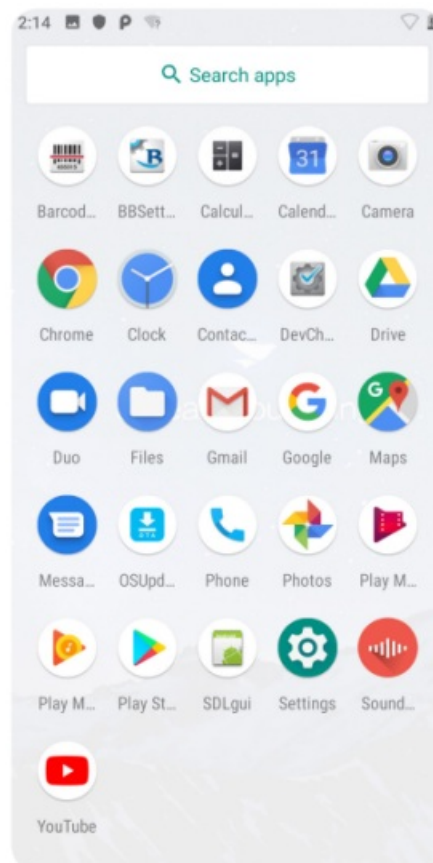 2:14
Search apps
Barcod... BBSett... Calcul... Calend... Camera
31
Chrome Clock Contac... DevCh... Drive
Duo Files Gmail Google Maps
Messa... OSUpd... Phone Photos Play M...
Play M... Play St... SDLgui Settings Sound...
YouTube